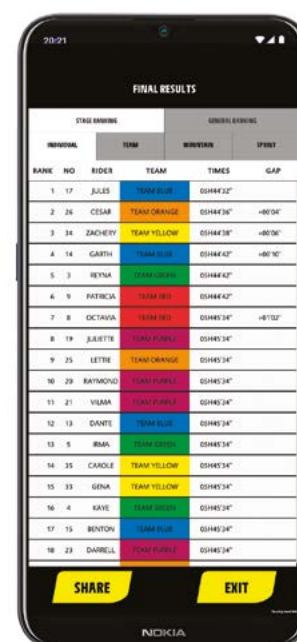 20:21
FINAL RESULTS
STAGE RANKING GENERAL RANKING
INDIVIDUAL TEAM MOUNTAIN SPRINT
RANK NO RIDER TEAM TIMES GAP
1 17 JULES TEAM BLUE 05H44'32"
2 26 CESAR TEAM ORANGE 05H44'36" +00'04"
3 34 ZACHERY TEAM YELLOW 05H44'38" +00'06"
4 14 GARTH TEAM BLUE 05H44'42" +00'10"
5 3 REYNA TEAM GREEN 05H44'42"
6 9 PATRICIA TEAM RED 05H44'42"
7 8 OCTAVIA TEAM RED 05H45'34" +01'02"
8 19 JULIETTE TEAM PURPLE 05H45'34"
9 25 LETTIE TEAM ORANGE 05H45'34"
10 20 RAYMOND TEAM PURPLE 05H45'34"
11 21 VILMA TEAM PURPLE 05H45'34"
12 13 DANTE TEAM BLUE 05H45'34"
13 5 IRMA TEAM GREEN 05H45'34"
14 35 CAROLE TEAM YELLOW 05H45'34"
15 33 GENA TEAM YELLOW 05H45'34"
16 4 KAYE TEAM GREEN 05H45'34"
17 15 BENTON TEAM BLUE 05H45'34"
18 23 DARRELL TEAM PURPLE 05H45'34"
SHARE EXIT
NOKIA